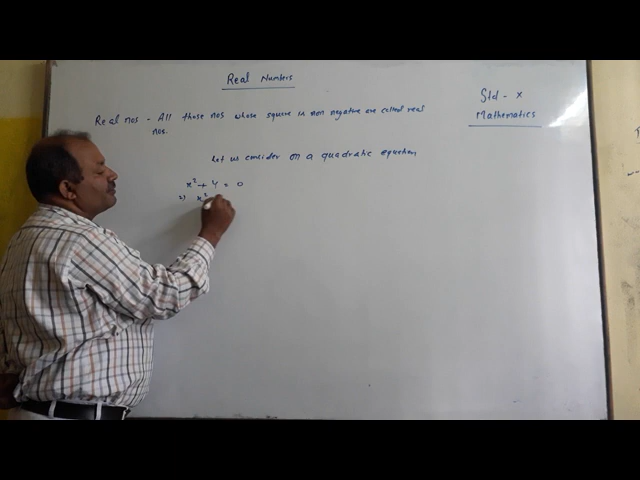 Real Numbers
Std - X
Mathematics
Real nos - All those nos whose square is non negative are called real
nos.
Let us consider on a quadratic equation
x² + 4 = 0
⇒ x²